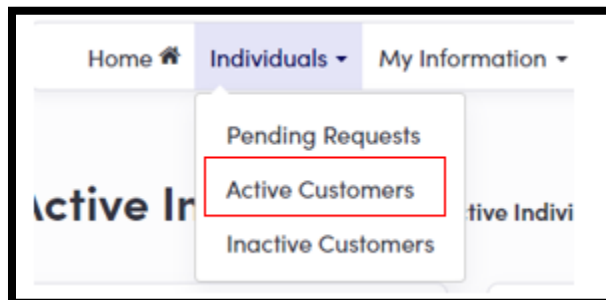 Home Individuals My Information
Pending Requests
Active Customers
Inactive Customers